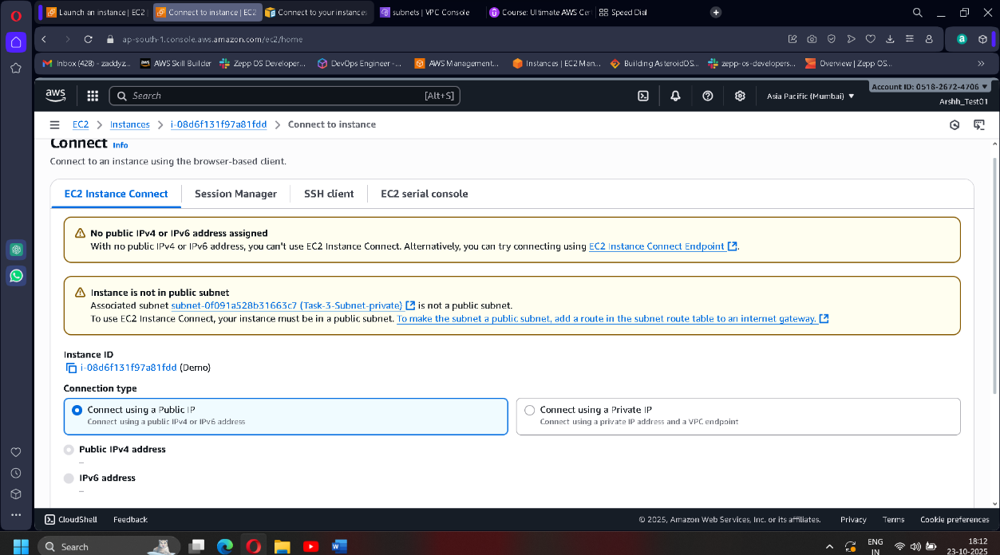 Launch an instance | EC2
Connect to instance | EC2
Connect to your instances
subnets | VPC Console
Course: Ultimate AWS Cer
Speed Dial
ap-south-1.console.aws.amazon.com/ec2/home
Inbox (428) - zaddyz...
AWS Skill Builder
Zepp OS Developer...
DevOps Engineer -...
AWS Management...
Instances | EC2 Man...
Building AsteroidOS...
zepp-os-developers...
Overview | Zepp OS...
aws
Search
[Alt+S]
Asia Pacific (Mumbai)
Account ID: 0518-2672-4706
Arshh_Test01
EC2
Instances
i-08d6f131f97a81fdd
Connect to instance
Connect Info
Connect to an instance using the browser-based client.
EC2 Instance Connect
Session Manager
SSH client
EC2 serial console
No public IPv4 or IPv6 address assigned
With no public IPv4 or IPv6 address, you can't use EC2 Instance Connect. Alternatively, you can try connecting using EC2 Instance Connect Endpoint.
Instance is not in public subnet
Associated subnet subnet-0f091a528b31663c7 (Task-3-Subnet-private) is not a public subnet.
To use EC2 Instance Connect, your instance must be in a public subnet. To make the subnet a public subnet, add a route in the subnet route table to an internet gateway.
Instance ID
i-08d6f131f97a81fdd (Demo)
Connection type
Connect using a Public IP
Connect using a public IPv4 or IPv6 address
Connect using a Private IP
Connect using a private IP address and a VPC endpoint
Public IPv4 address
–
IPv6 address
–
CloudShell
Feedback
© 2025, Amazon Web Services, Inc. or its affiliates.
Privacy
Terms
Cookie preferences
Search
ENG
IN
18:12
23-10-2025